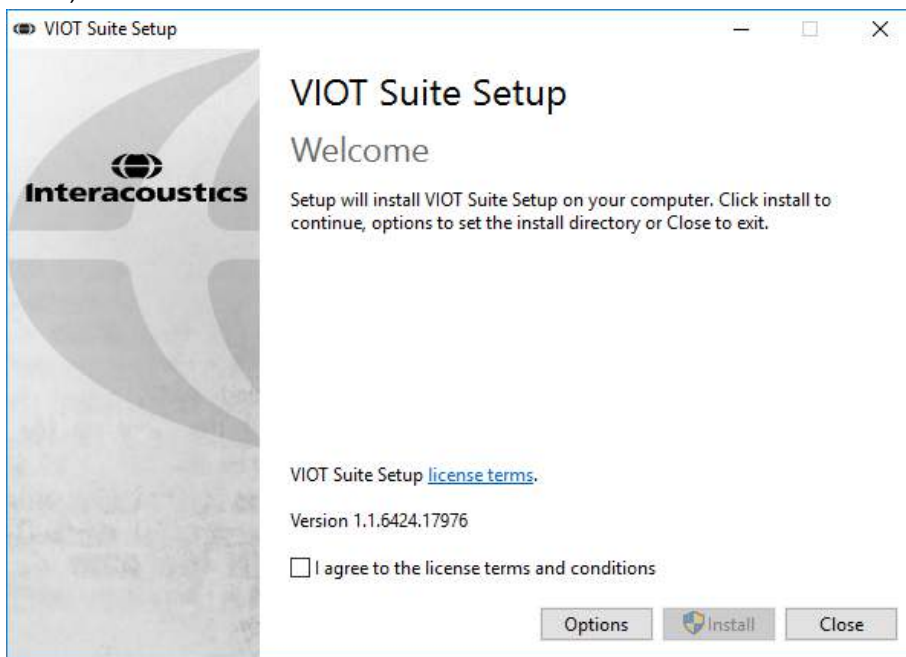 VIOT Suite Setup
VIOT Suite Setup
Welcome
Interacoustics
Setup will install VIOT Suite Setup on your computer. Click install to
continue, options to set the install directory or Close to exit.
VIOT Suite Setup license terms.
Version 1.1.6424.17976
I agree to the license terms and conditions
Options Install Close